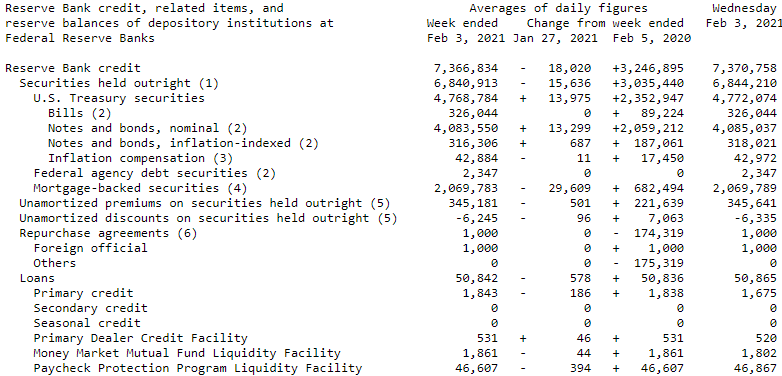 Reserve Bank credit, related items, and Averages of daily figures Wednesday
reserve balances of depository institutions at Week ended Change from week ended Feb 3, 2021
Federal Reserve Banks Feb 3, 2021 Jan 27, 2021 Feb 5, 2020
Reserve Bank credit 7,366,834 - 18,020 +3,246,895 7,370,758
Securities held outright (1) 6,840,913 - 15,636 +3,035,440 6,844,210
U.S. Treasury securities 4,768,784 + 13,975 +2,352,947 4,772,074
Bills (2) 326,044 0 + 89,224 326,044
Notes and bonds, nominal (2) 4,083,550 + 13,299 +2,059,212 4,085,037
Notes and bonds, inflation-indexed (2) 316,306 + 687 + 187,061 318,021
Inflation compensation (3) 42,884 - 11 + 17,450 42,972
Federal agency debt securities (2) 2,347 0 0 2,347
Mortgage-backed securities (4) 2,069,783 - 29,609 + 682,494 2,069,789
Unamortized premiums on securities held outright (5) 345,181 - 501 + 221,639 345,641
Unamortized discounts on securities held outright (5) -6,245 - 96 + 7,063 -6,335
Repurchase agreements (6) 1,000 0 - 174,319 1,000
Foreign official 1,000 0 + 1,000 1,000
Others 0 0 - 175,319 0
Loans 50,842 - 578 + 50,836 50,865
Primary credit 1,843 - 186 + 1,838 1,675
Secondary credit 0 0 0 0
Seasonal credit 0 0 0 0
Primary Dealer Credit Facility 531 + 46 + 531 520
Money Market Mutual Fund Liquidity Facility 1,861 - 44 + 1,861 1,802
Paycheck Protection Program Liquidity Facility 46,607 - 394 + 46,607 46,867